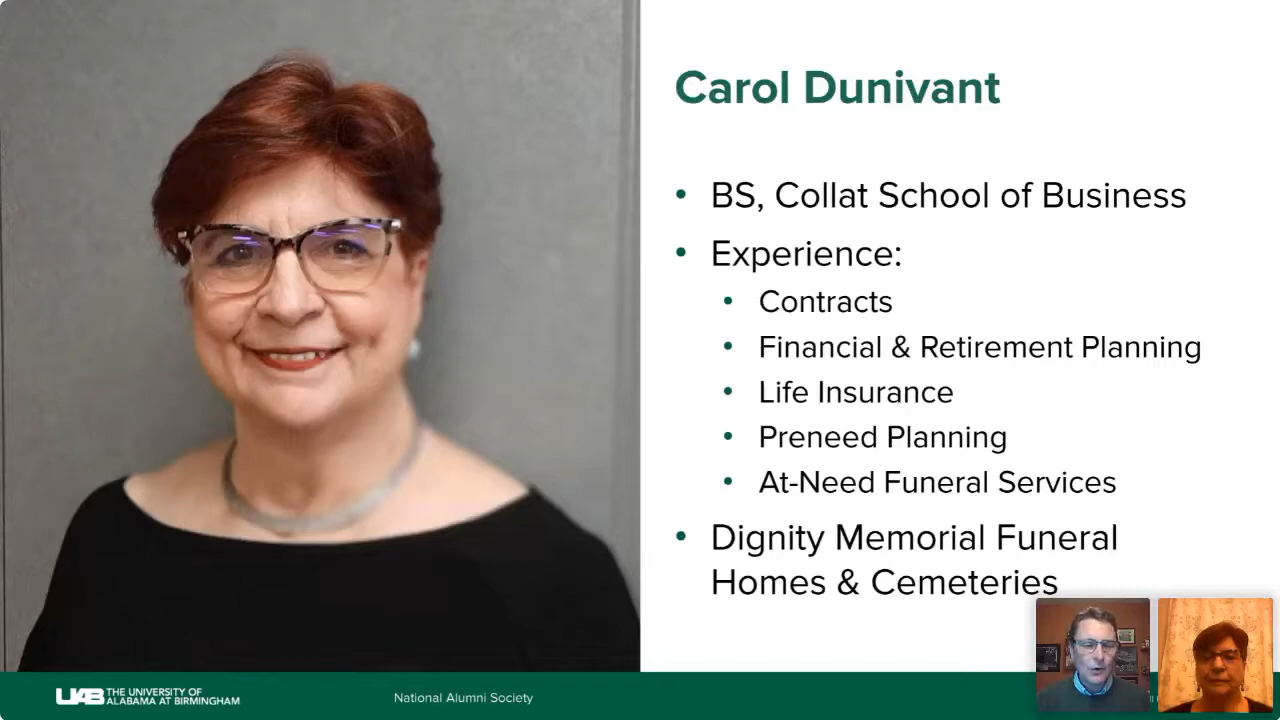 Carol Dunivant
• BS, Collat School of Business
• Experience:
• Contracts
• Financial & Retirement Planning
• Life Insurance
• Preneed Planning
• At-Need Funeral Services
• Dignity Memorial Funeral
Homes & Cemeteries
UAB THE UNIVERSITY OF
ALABAMA AT BIRMINGHAM
National Alumni Society